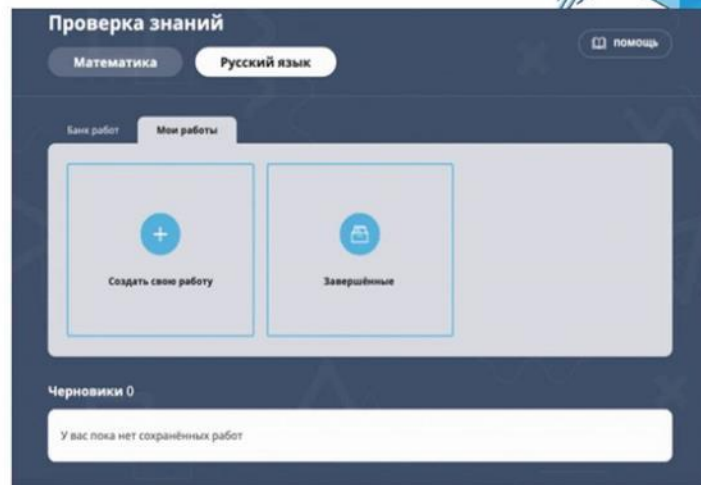 Проверка знаний
помощь
Математика
Русский язык
Банк работ
Мои работы
Создать свою работу
Завершённые
Черновики 0
У вас пока нет сохранённых работ